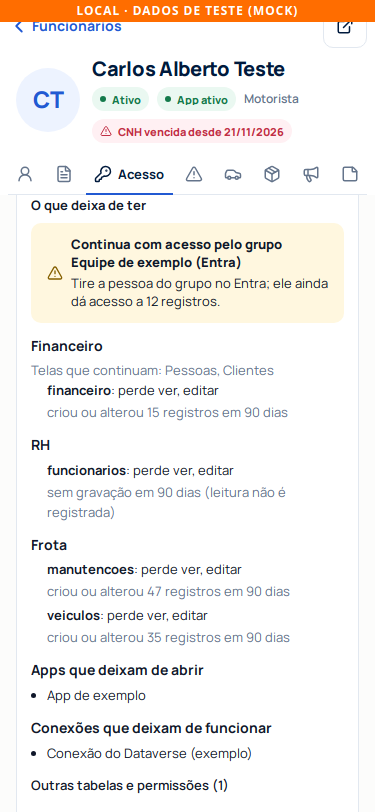 LOCAL · DADOS DE TESTE (MOCK)
Funcionários
CT
Carlos Alberto Teste
Ativo
App ativo
Motorista
CNH vencida desde 21/11/2026
Acesso
O que deixa de ter
Continua com acesso pelo grupo
Equipe de exemplo (Entra)
Tire a pessoa do grupo no Entra; ele ainda
dá acesso a 12 registros.
Financeiro
Telas que continuam: Pessoas, Clientes
financeiro: perde ver, editar
criou ou alterou 15 registros em 90 dias
RH
funcionarios: perde ver, editar
sem gravação em 90 dias (leitura não é
registrada)
Frota
manutencoes: perde ver, editar
criou ou alterou 47 registros em 90 dias
veiculos: perde ver, editar
criou ou alterou 35 registros em 90 dias
Apps que deixam de abrir
App de exemplo
Conexões que deixam de funcionar
Conexão do Dataverse (exemplo)
Outras tabelas e permissões (1)